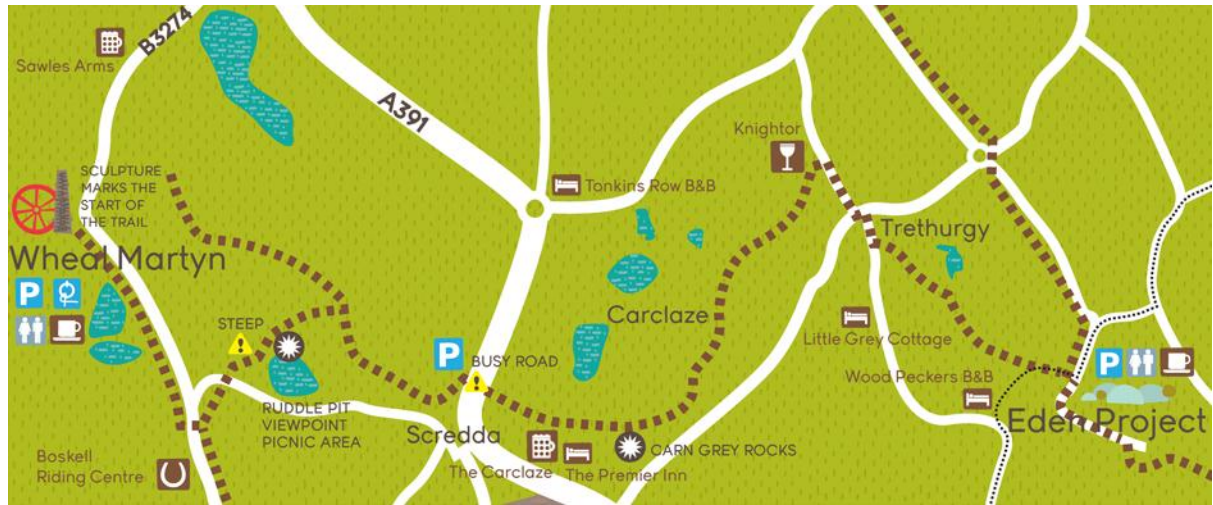 B3274
Sawles Arms
A391
Knightor
SCULPTURE
MARKS THE
START OF
THE TRAIL
Tonkins Row B&B
Wheal Martyn
Trethurgy
P
Carclaze
STEEP
Little Grey Cottage
P
BUSY ROAD
P
Wood Peckers B&B
RUDDLE PIT
VIEWPOINT
PICNIC AREA
Eden Project
Scredda
CARN GREY ROCKS
Boskell
Riding Centre
The Carclaze
The Premier Inn